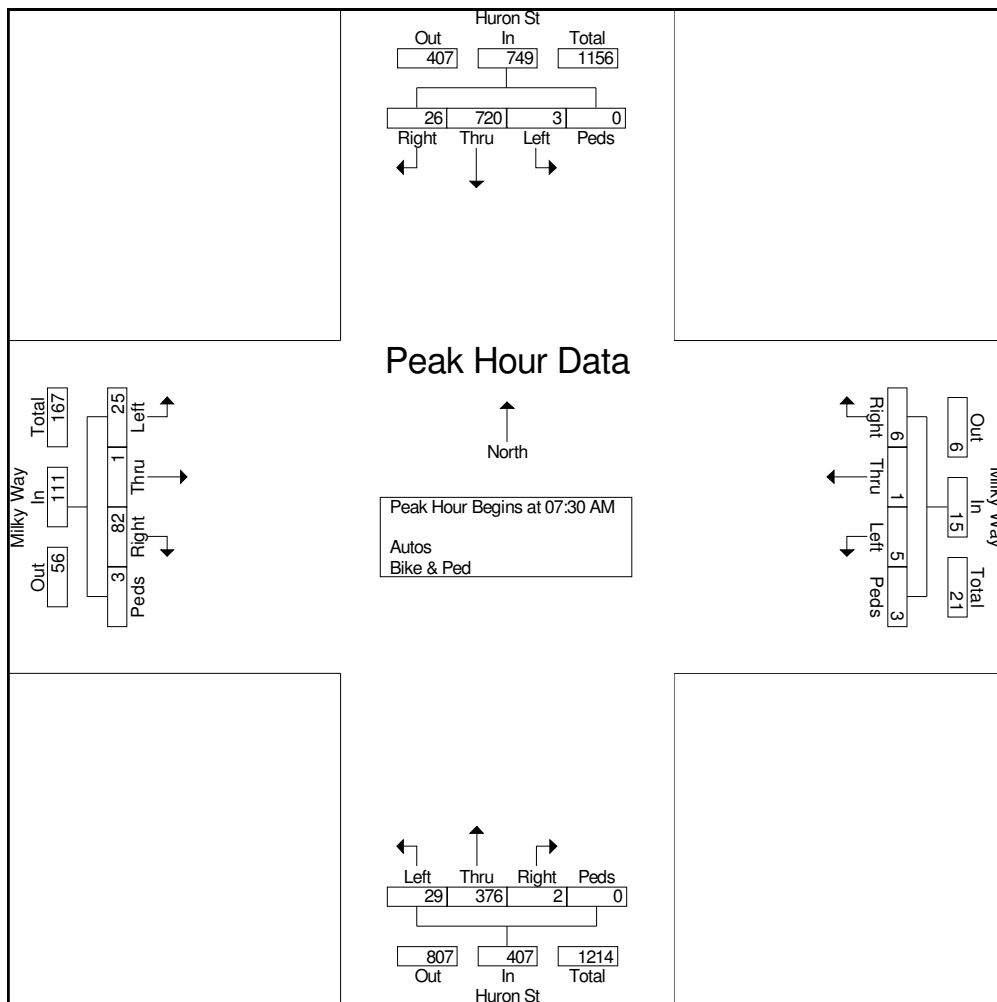 Huron St
Out In Total
407 749 1156
26 720 3 0
Right Thru Left Peds
Peak Hour Data
North
Peak Hour Begins at 07:30 AM
Autos
Bike & Ped
Milky Way
Out In Total
56 111 167
3 82 1 25
Peds Right Thru Left
Right Thru Left Peds
6 1 5 3
Out In Total
6 15 21
Milky Way
Left Thru Right Peds
29 376 2 0
807 407 1214
Out In Total
Huron St